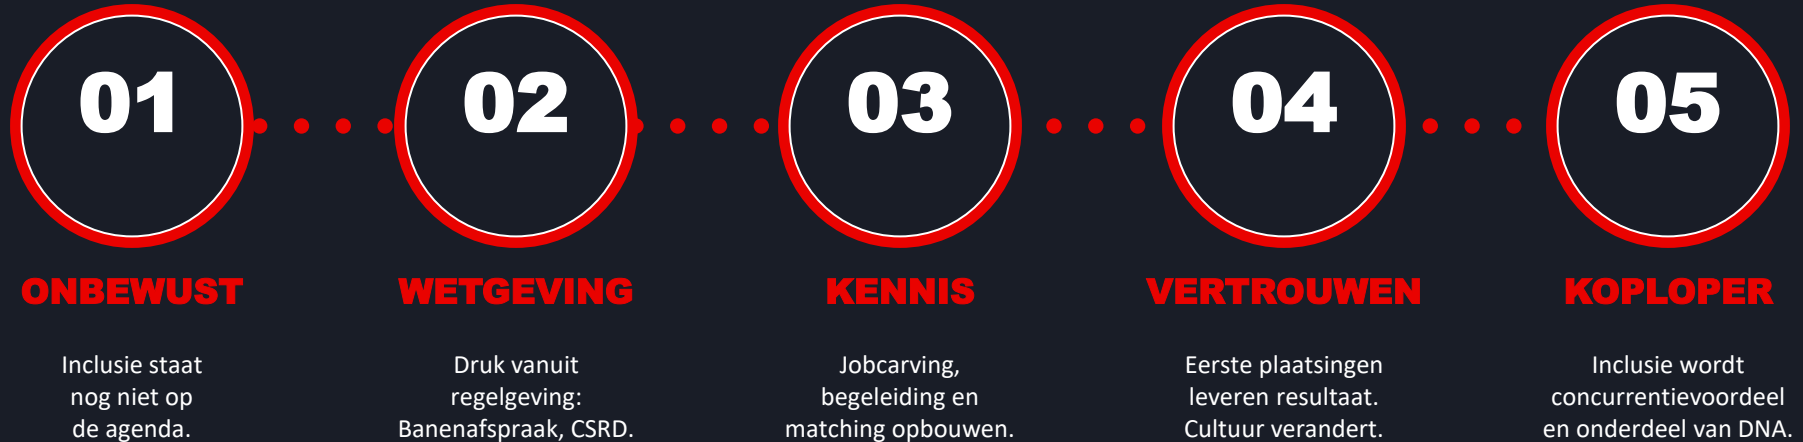 01
02
03
04
05
ONBEWUST
Inclusie staat
nog niet op
de agenda.
WETGEVING
Druk vanuit
regelgeving:
Banenafspraak, CSRD.
KENNIS
Jobcarving,
begeleiding en
matching opbouwen.
VERTROUWEN
Eerste plaatsingen
leveren resultaat.
Cultuur verandert.
KOPLOPER
Inclusie wordt
concurrentievoordeel
en onderdeel van DNA.